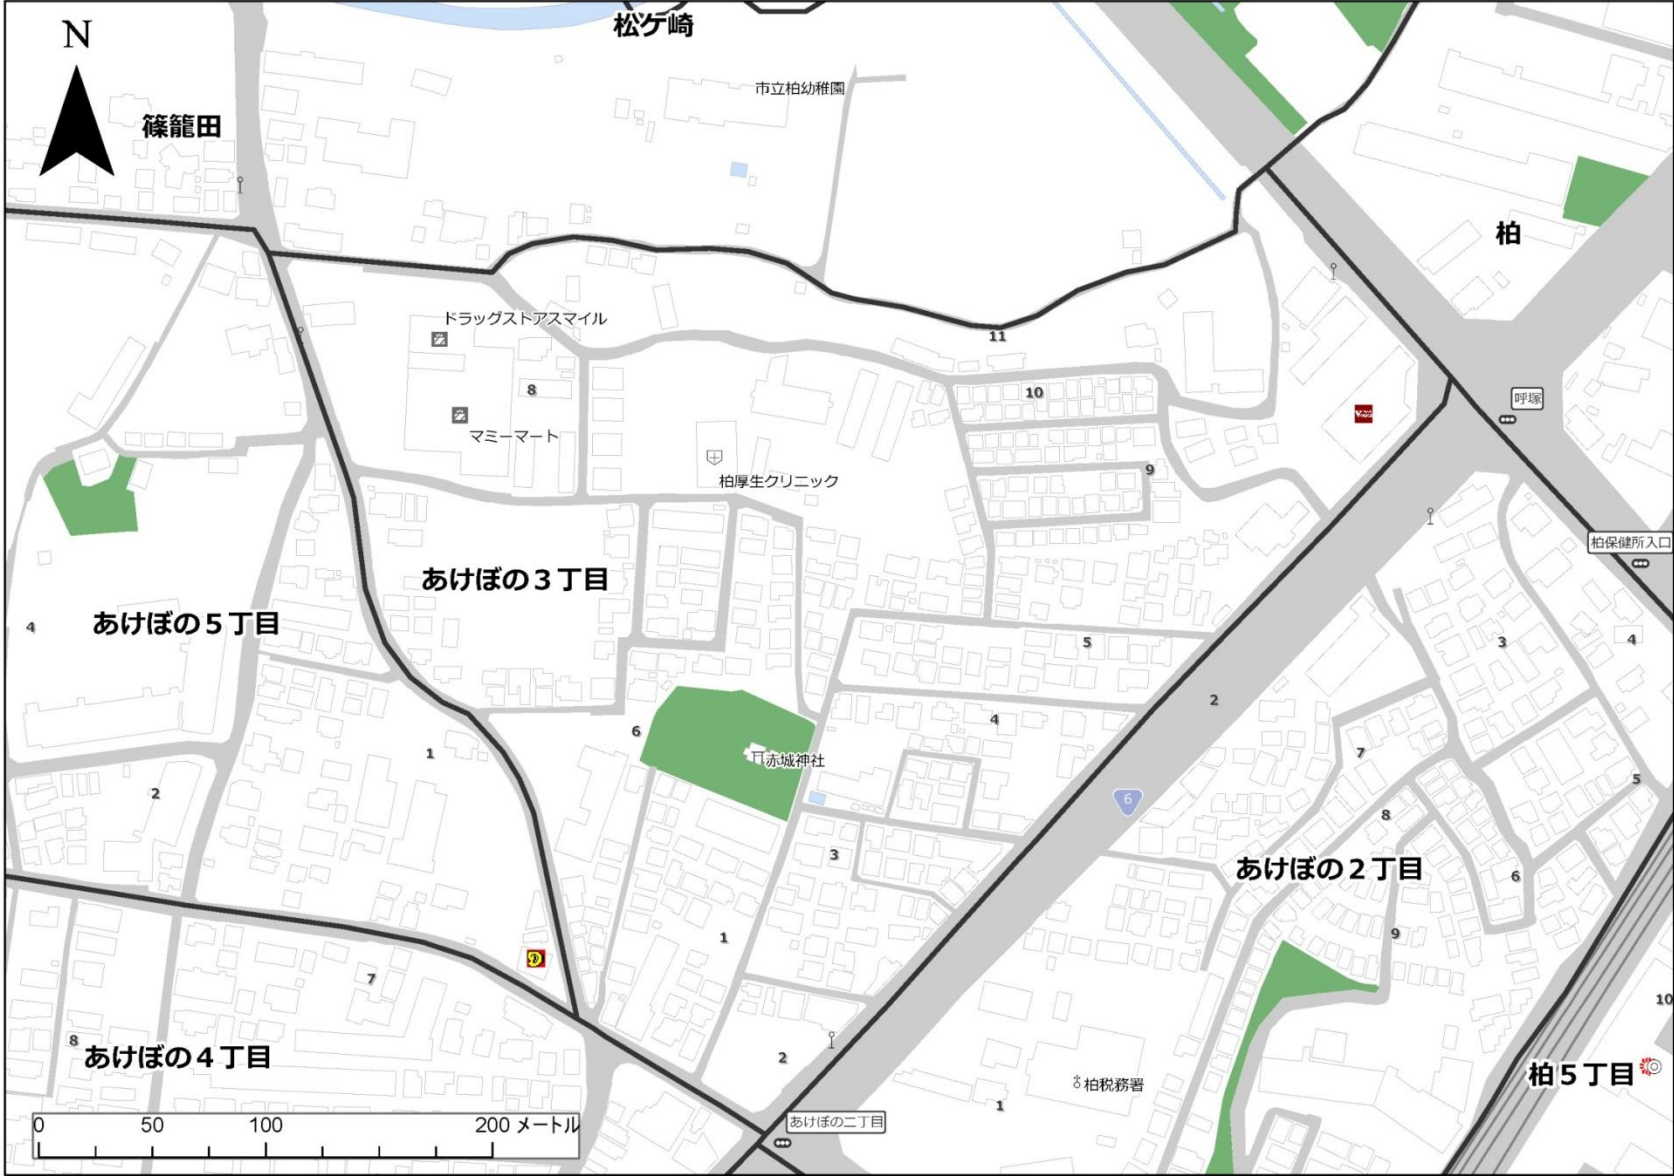 松ケ崎
N
市立柏幼稚園
篠籠田
柏
ドラッグストアスマイル
11
8
10
呼塚
マミーマート
9
柏厚生クリニック
柏保健所入口
あけぼの３丁目
あけぼの５丁目
4
5
3
4
2
4
6
1
7
赤城神社
5
2
6
8
3
あけぼの２丁目
6
1
9
7
10
8
あけぼの４丁目
2
柏５丁目
柏税務署
1
あけぼの二丁目
0 50 100 200 メートル